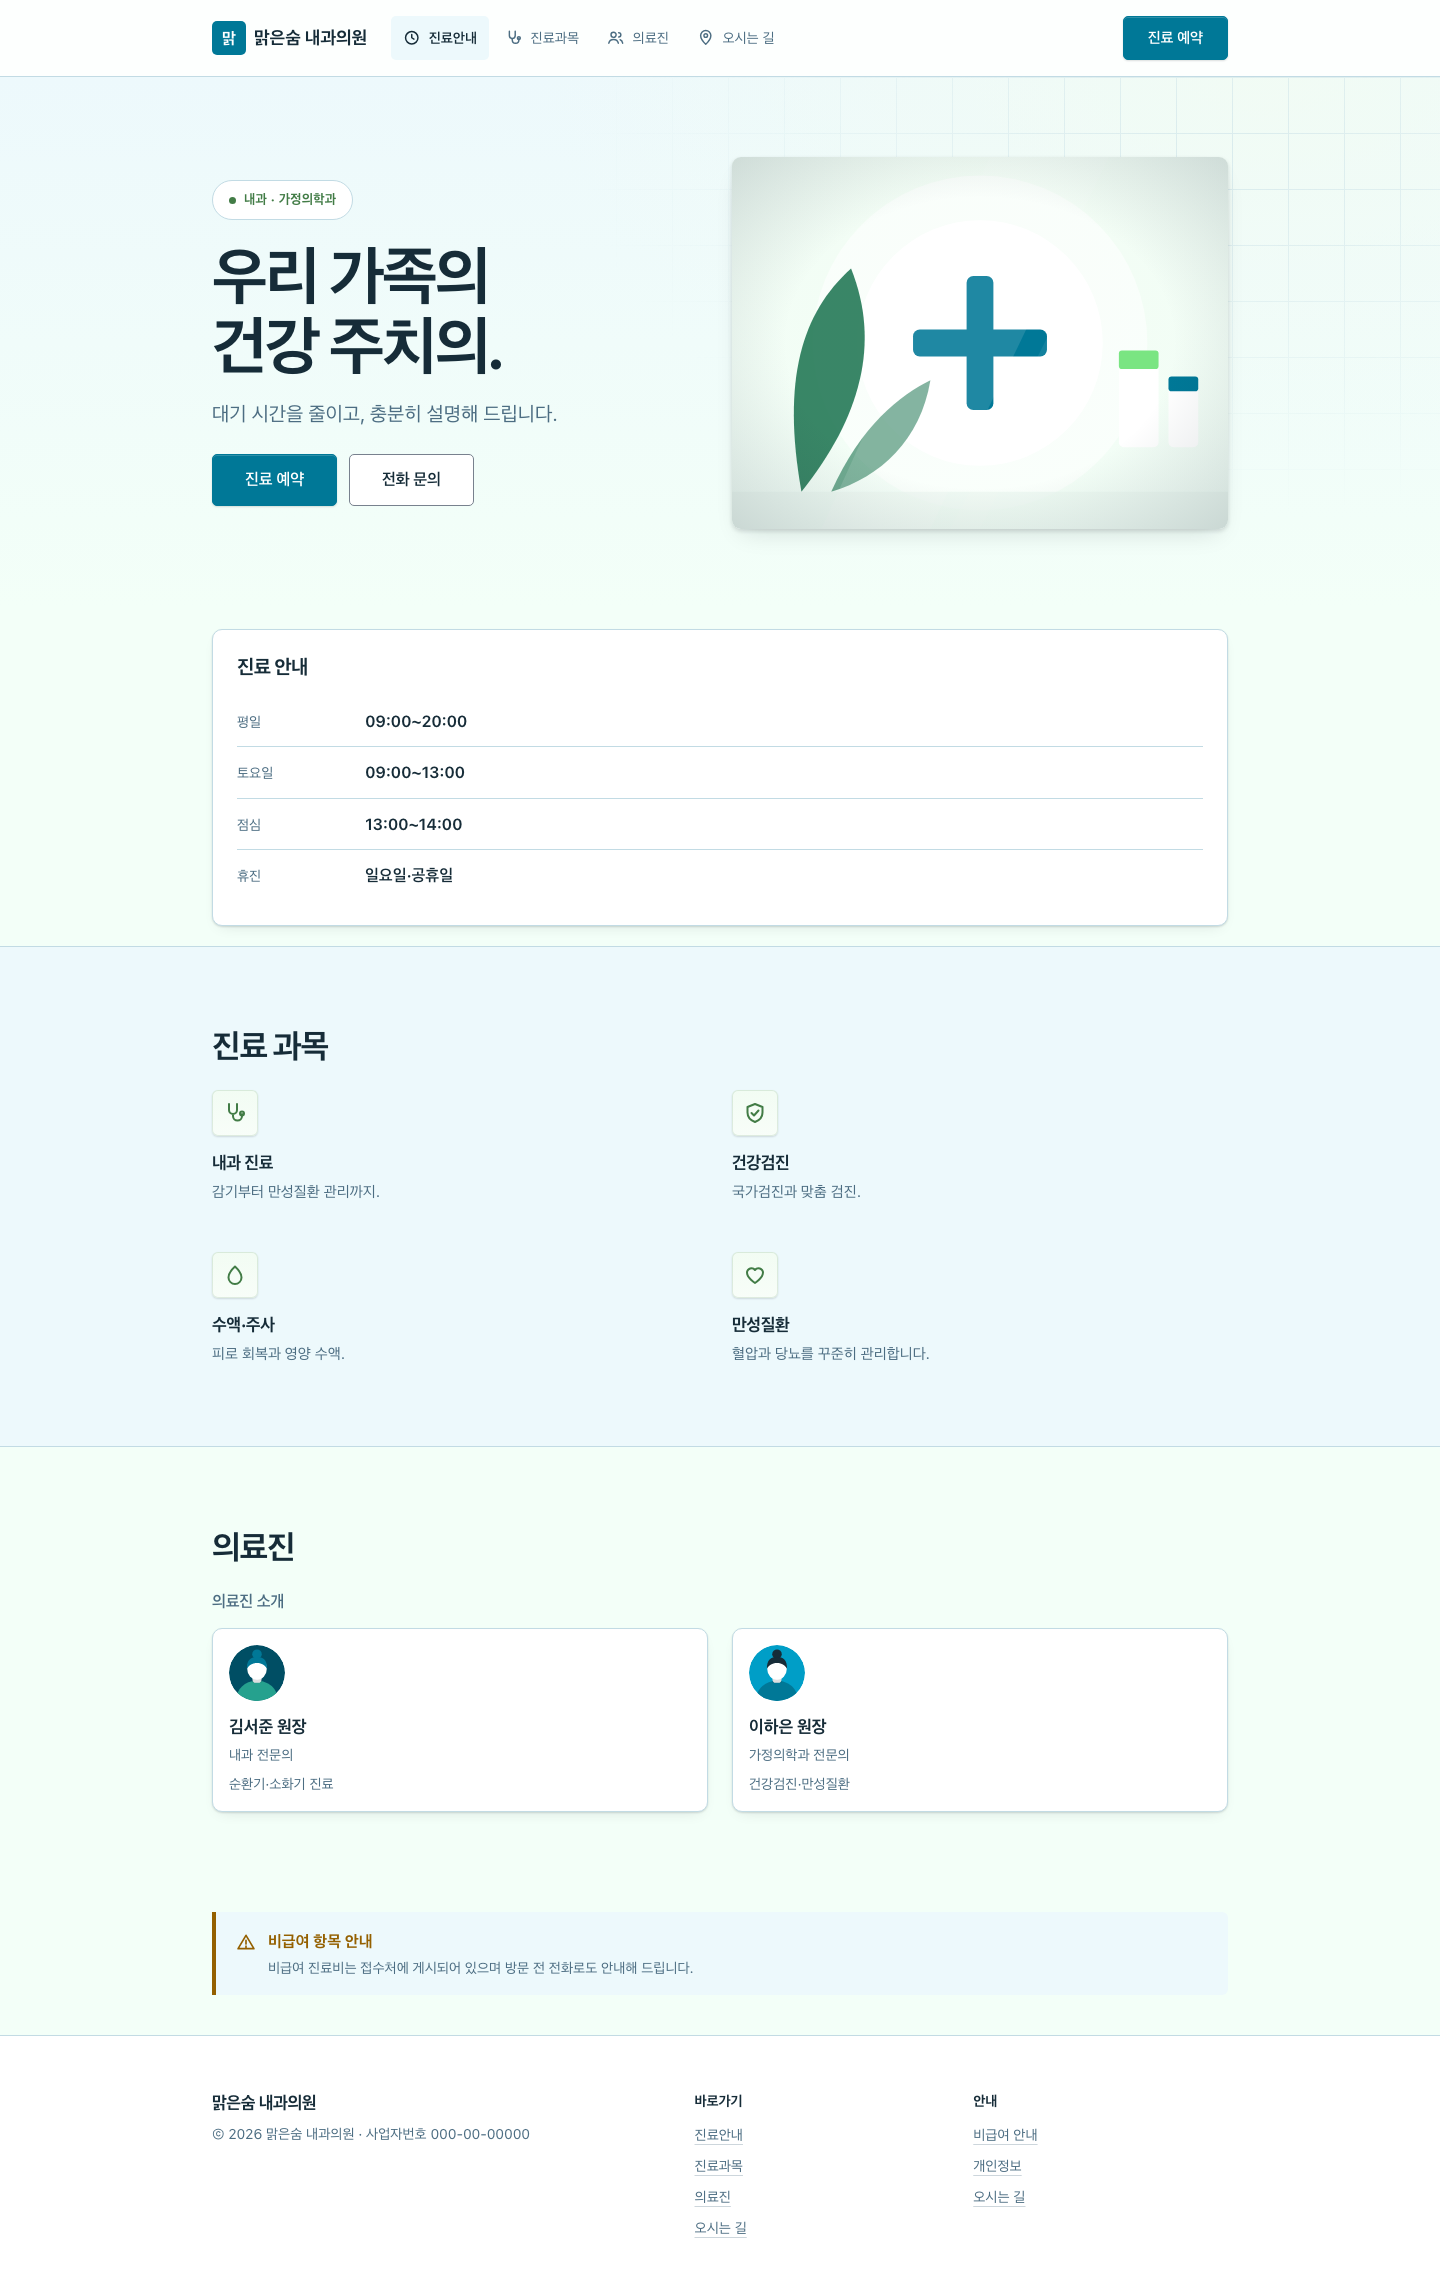 맑 맑은숨 내과의원 진료안내 진료과목 의료진 오시는 길 진료 예약
내과 · 가정의학과
우리 가족의
건강 주치의.
대기 시간을 줄이고, 충분히 설명해 드립니다.
진료 예약 전화 문의
진료 안내
평일 09:00~20:00
토요일 09:00~13:00
점심 13:00~14:00
휴진 일요일·공휴일
진료 과목
내과 진료
감기부터 만성질환 관리까지.
건강검진
국가검진과 맞춤 검진.
수액·주사
피로 회복과 영양 수액.
만성질환
혈압과 당뇨를 꾸준히 관리합니다.
의료진
의료진 소개
김서준 원장
내과 전문의
순환기·소화기 진료
이하은 원장
가정의학과 전문의
건강검진·만성질환
비급여 항목 안내
비급여 진료비는 접수처에 게시되어 있으며 방문 전 전화로도 안내해 드립니다.
맑은숨 내과의원
© 2026 맑은숨 내과의원 · 사업자번호 000-00-00000
바로가기
진료안내
진료과목
의료진
오시는 길
안내
비급여 안내
개인정보
오시는 길